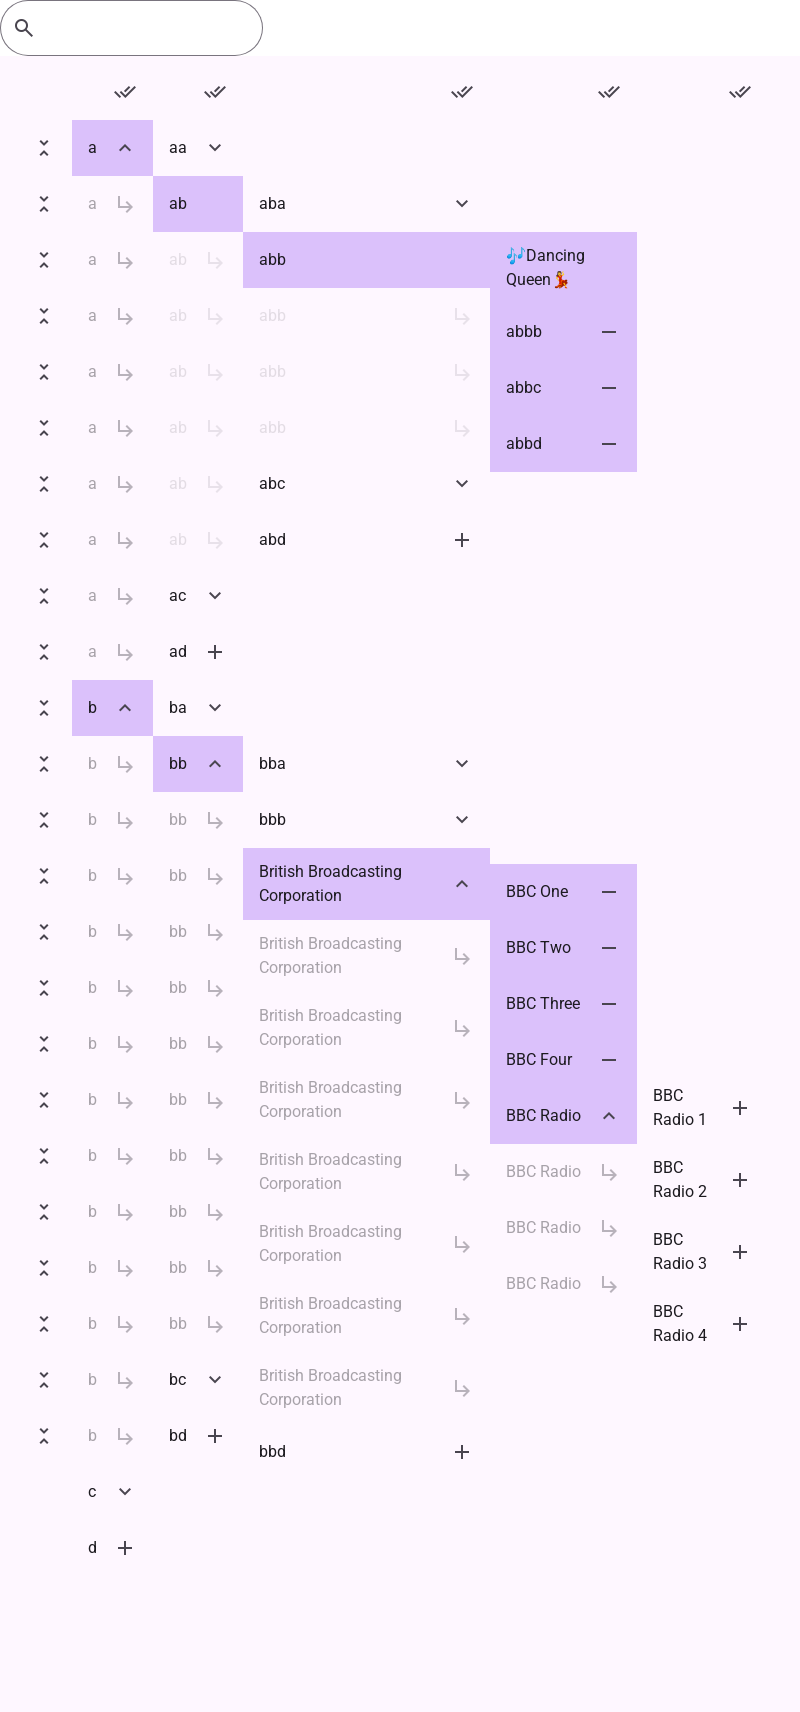 a aa
a ab aba
a ab abb 🎶Dancing
Queen💃
a ab abb abbb
a ab abb abbc
a ab abb abbd
a ab abc
a ab abd
a ac
a ad
b ba
b bb bba
b bb bbb
b bb British Broadcasting
Corporation BBC One
b bb British Broadcasting
Corporation BBC Two
b bb British Broadcasting
Corporation BBC Three
b bb British Broadcasting
Corporation BBC Four
b bb British Broadcasting
Corporation BBC Radio BBC
Radio 1
b bb British Broadcasting
Corporation BBC Radio BBC
Radio 2
b bb British Broadcasting
Corporation BBC Radio BBC
Radio 3
b bb British Broadcasting
Corporation BBC Radio BBC
Radio 4
b bb
b bc
b bd bbd
c
d